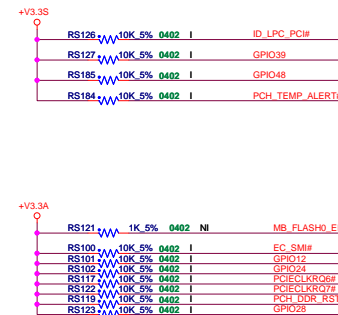 +V3.3S
RS126 10K_5% 0402 I ID_LPC_PCI#
RS127 10K_5% 0402 I GPIO39
RS185 10K_5% 0402 I GPIO48
RS184 10K_5% 0402 I PCH_TEMP_ALERT#
+V3.3A
RS121 1K_5% 0402 NI MB_FLASH0_E
RS100 10K_5% 0402 I EC_SMI#
RS101 10K_5% 0402 I GPIO12
RS102 10K_5% 0402 I GPIO24
RS117 10K_5% 0402 I PCIECLKRQ6#
RS122 10K_5% 0402 I PCIECLKRQ7#
RS119 10K_5% 0402 I PCH_DDR_RST
RS123 10K_5% 0402 I GPIO28